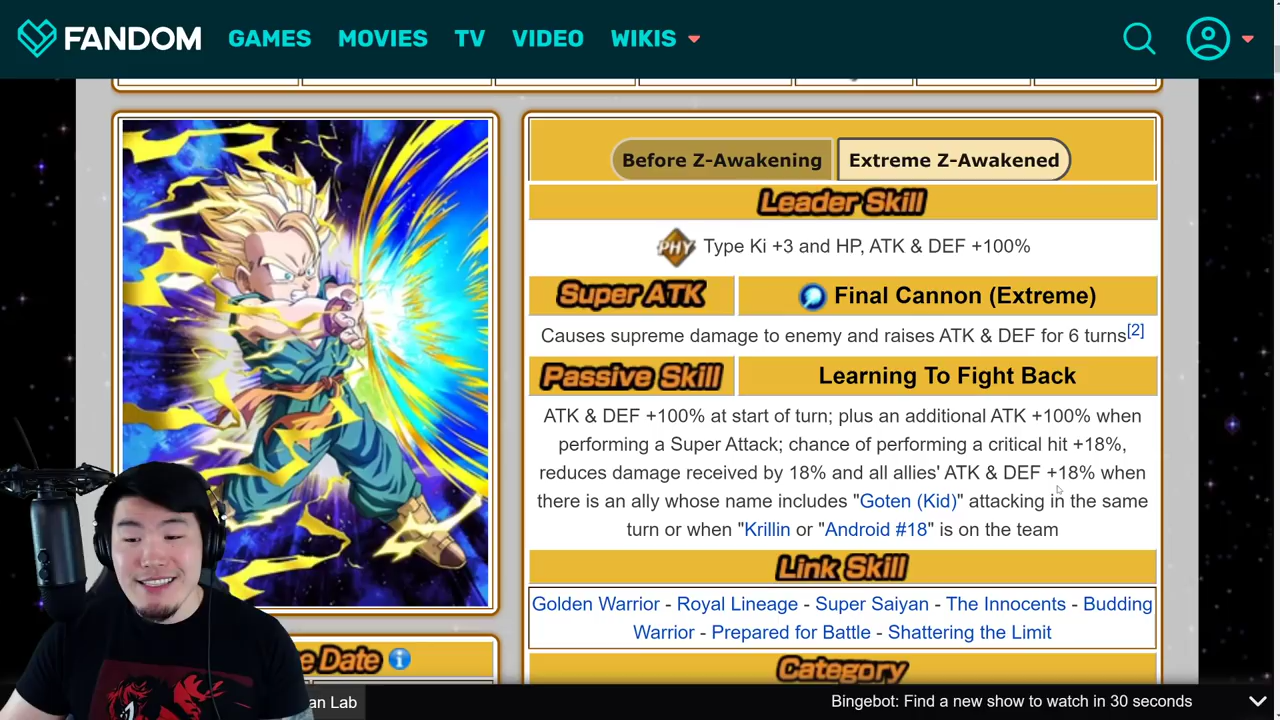 FANDOM GAMES MOVIES TV VIDEO WIKIS
Before Z-Awakening Extreme Z-Awakened
Leader Skill
PHY Type Ki +3 and HP, ATK & DEF +100%
Super ATK Final Cannon (Extreme)
Causes supreme damage to enemy and raises ATK & DEF for 6 turns[2]
Passive Skill Learning To Fight Back
ATK & DEF +100% at start of turn; plus an additional ATK +100% when
performing a Super Attack; chance of performing a critical hit +18%,
reduces damage received by 18% and all allies' ATK & DEF +18% when
there is an ally whose name includes "Goten (Kid)" attacking in the same
turn or when "Krillin or "Android #18" is on the team
Link Skill
Golden Warrior - Royal Lineage - Super Saiyan - The Innocents - Budding
Warrior - Prepared for Battle - Shattering the Limit
e Date
Category
an Lab
Bingebot: Find a new show to watch in 30 seconds